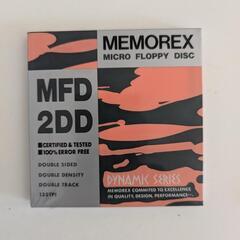 MEMOREX
MICRO FLOPPY DISC
MFD
2DD
CERTIFIED & TESTED
100% ERROR FREE
DOUBLE SIDED
DOUBLE DENSITY
DOUBLE TRACK
135TPI
DYNAMIC SERIES
MEMOREX COMMITED TO EXCELLENCE
IN QUALITY, DESIGN, PERFORMANCE